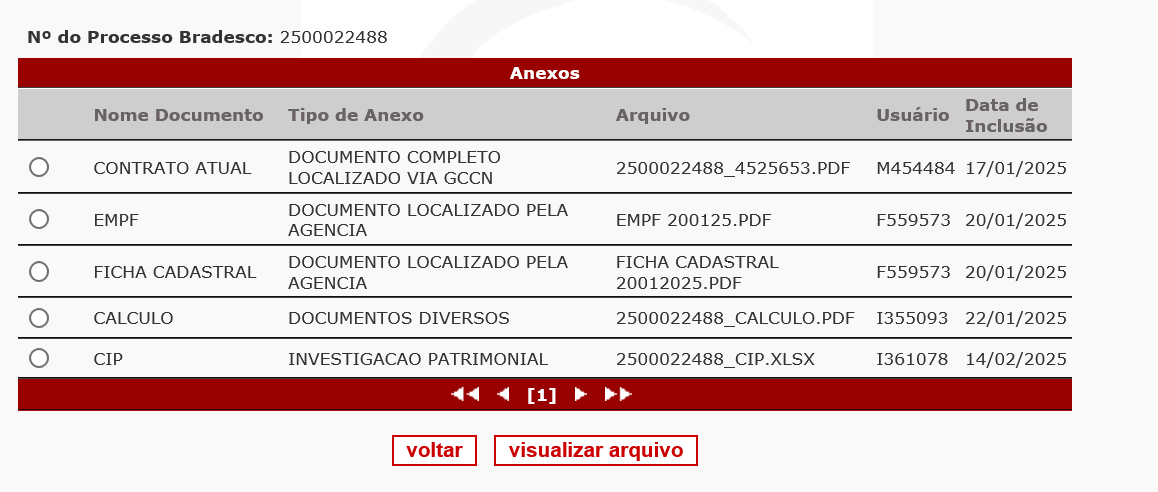 Nº do Processo Bradesco: 2500022488
Anexos
Nome Documento Tipo de Anexo Arquivo Usuário Data de Inclusão
CONTRATO ATUAL DOCUMENTO COMPLETO LOCALIZADO VIA GCCN 2500022488_4525653.PDF M454484 17/01/2025
EMPF DOCUMENTO LOCALIZADO PELA AGENCIA EMPF 200125.PDF F559573 20/01/2025
FICHA CADASTRAL DOCUMENTO LOCALIZADO PELA AGENCIA FICHA CADASTRAL 20012025.PDF F559573 20/01/2025
CALCULO DOCUMENTOS DIVERSOS 2500022488_CALCULO.PDF I355093 22/01/2025
CIP INVESTIGACAO PATRIMONIAL 2500022488_CIP.XLSX I361078 14/02/2025
[1]
voltar visualizar arquivo